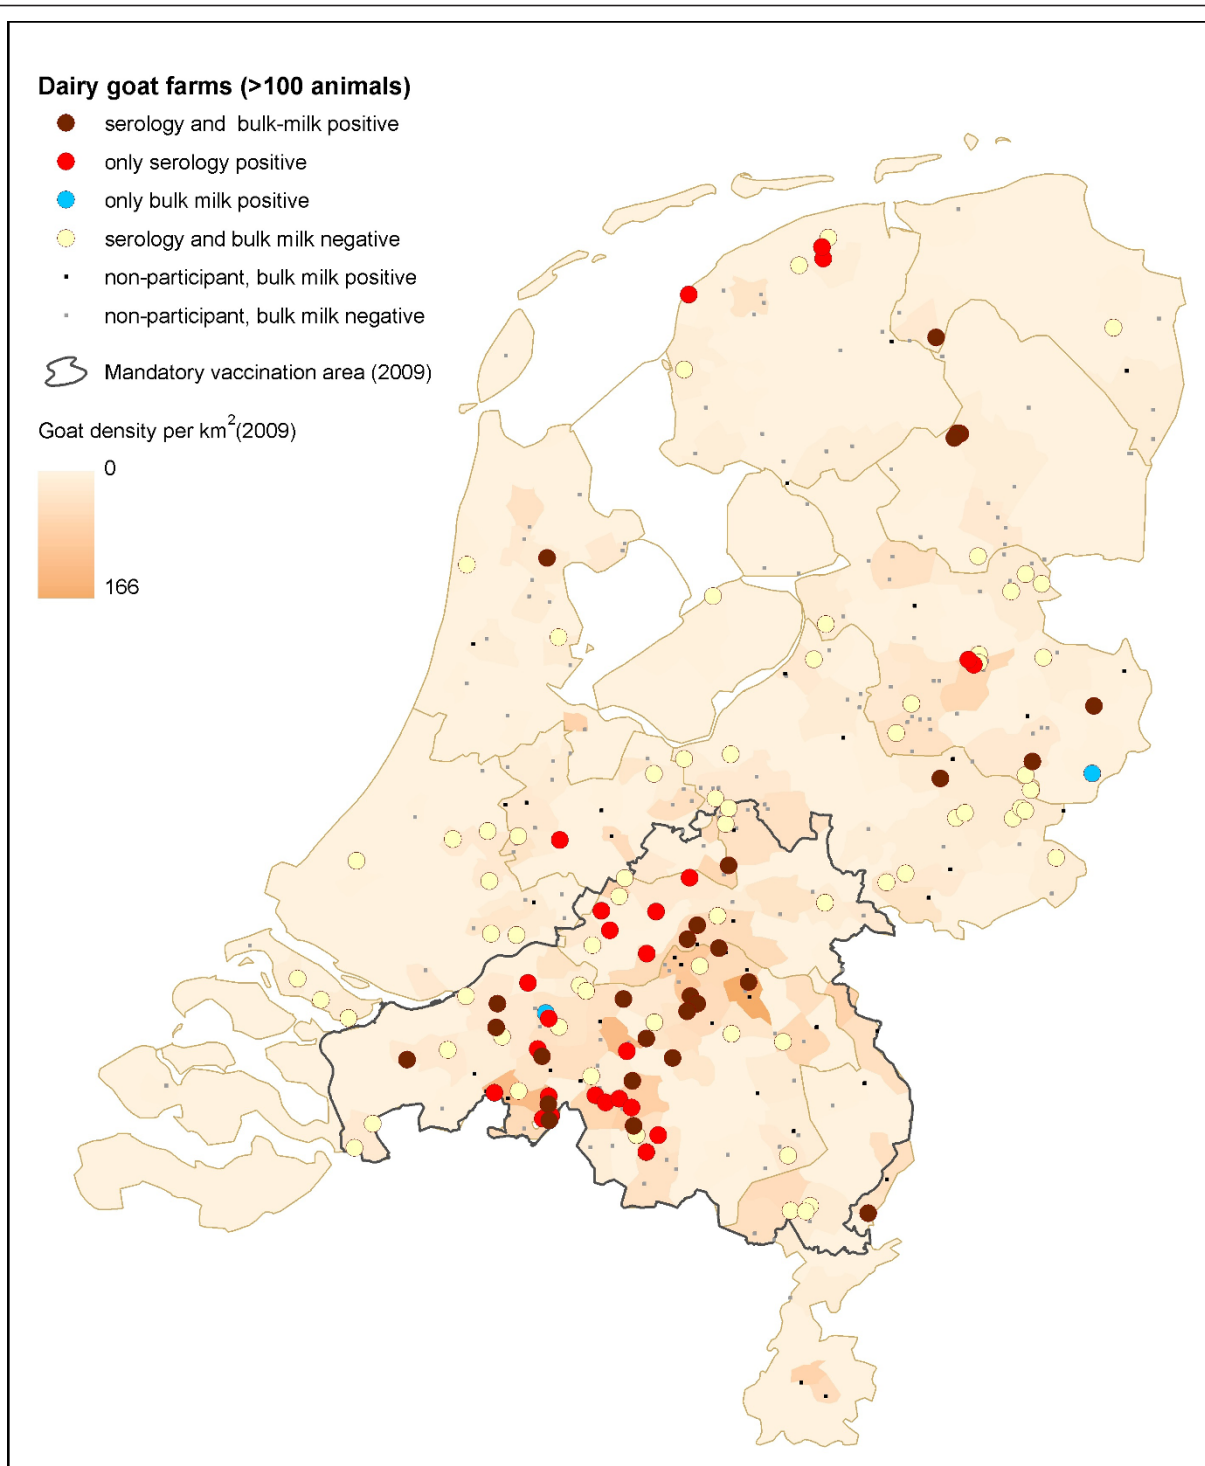 Dairy goat farms (>100 animals)
serology and bulk-milk positive
only serology positive
only bulk milk positive
serology and bulk milk negative
non-participant, bulk milk positive
non-participant, bulk milk negative
Mandatory vaccination area (2009)
Goat density per km²(2009)
0
166